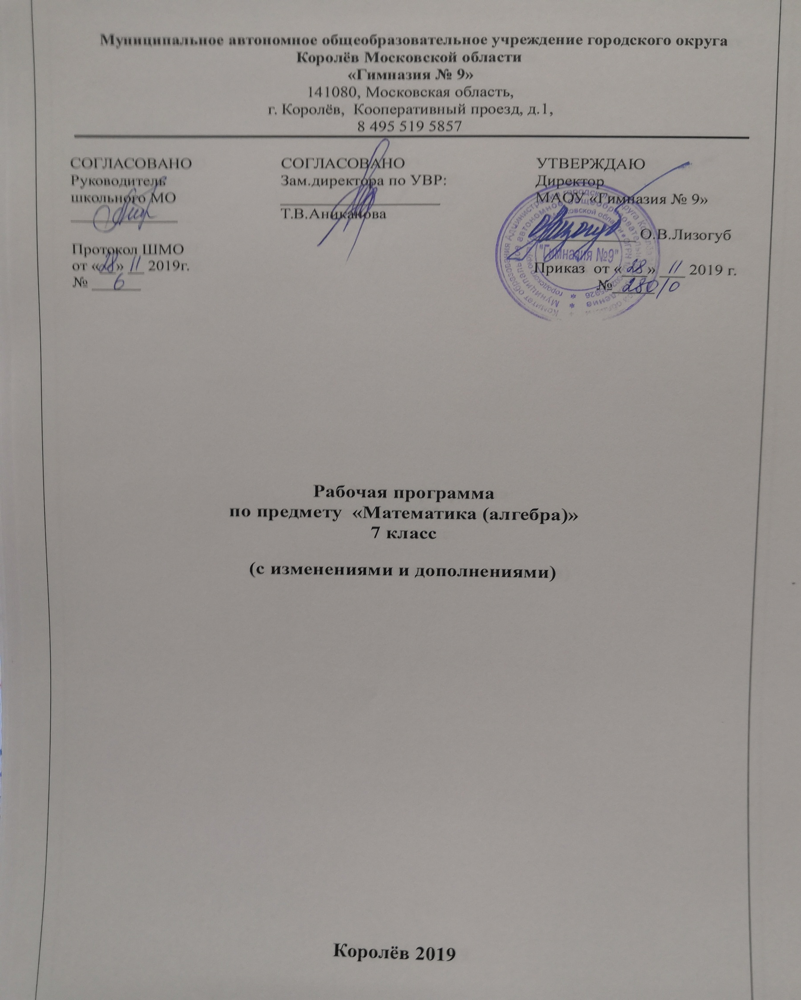 Муниципальное автономное общеобразовательное учреждение городского округа
Королёв Московской области
«Гимназия № 9»
141080, Московская область,
г. Королёв, Кооперативный проезд, д.1,
8 495 519 5857
СОГЛАСОВАНО
Руководитель
школьного МО
Протокол ШМО
от «28» 11 2019г.
№ 6
СОГЛАСОВАНО
Зам.директора по УВР:
Т.В.Аниканова
УТВЕРЖДАЮ
Директор
МАОУ «Гимназия № 9»
О.В.Лизогуб
"Гимназия №9"
Приказ от «28» 11 2019 г.
№ 280/0
Рабочая программа
по предмету «Математика (алгебра)»
7 класс
(с изменениями и дополнениями)
Королёв 2019